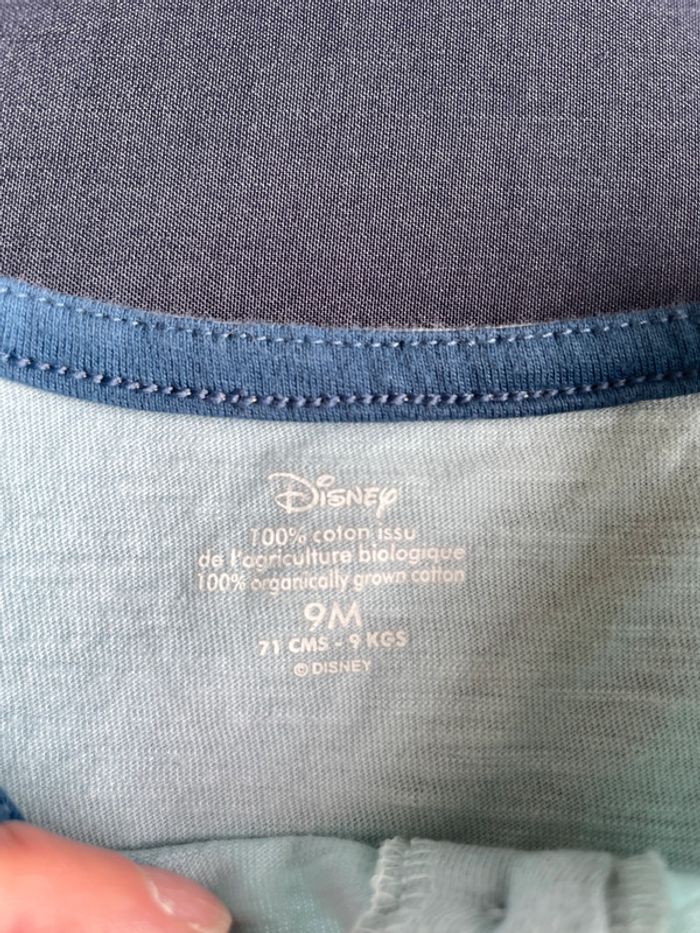 Disney
100% coton issu
de l'agriculture biologique
100% organically grown cotton
9M
71 CMS - 9 KGS
© DISNEY